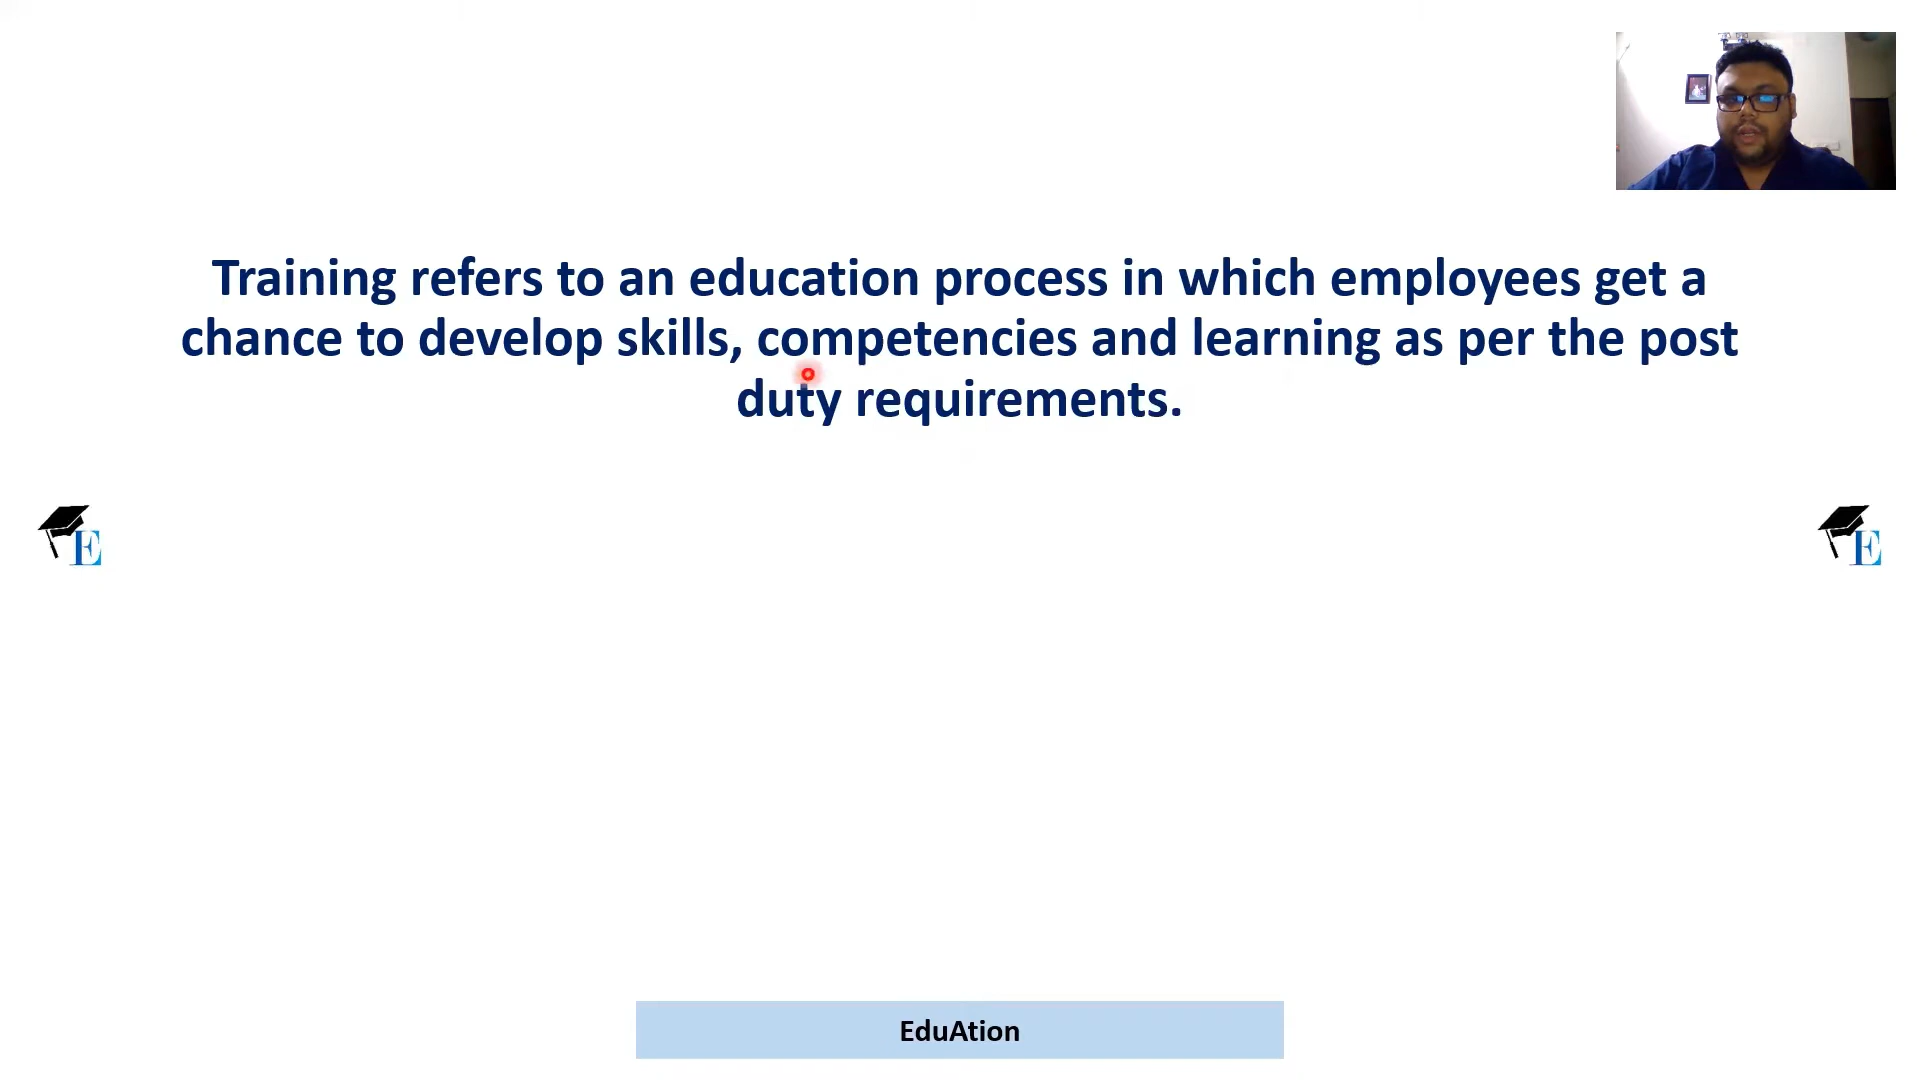 Training refers to an education process in which employees get a
chance to develop skills, competencies and learning as per the post
duty requirements.
E
E
EduAtion